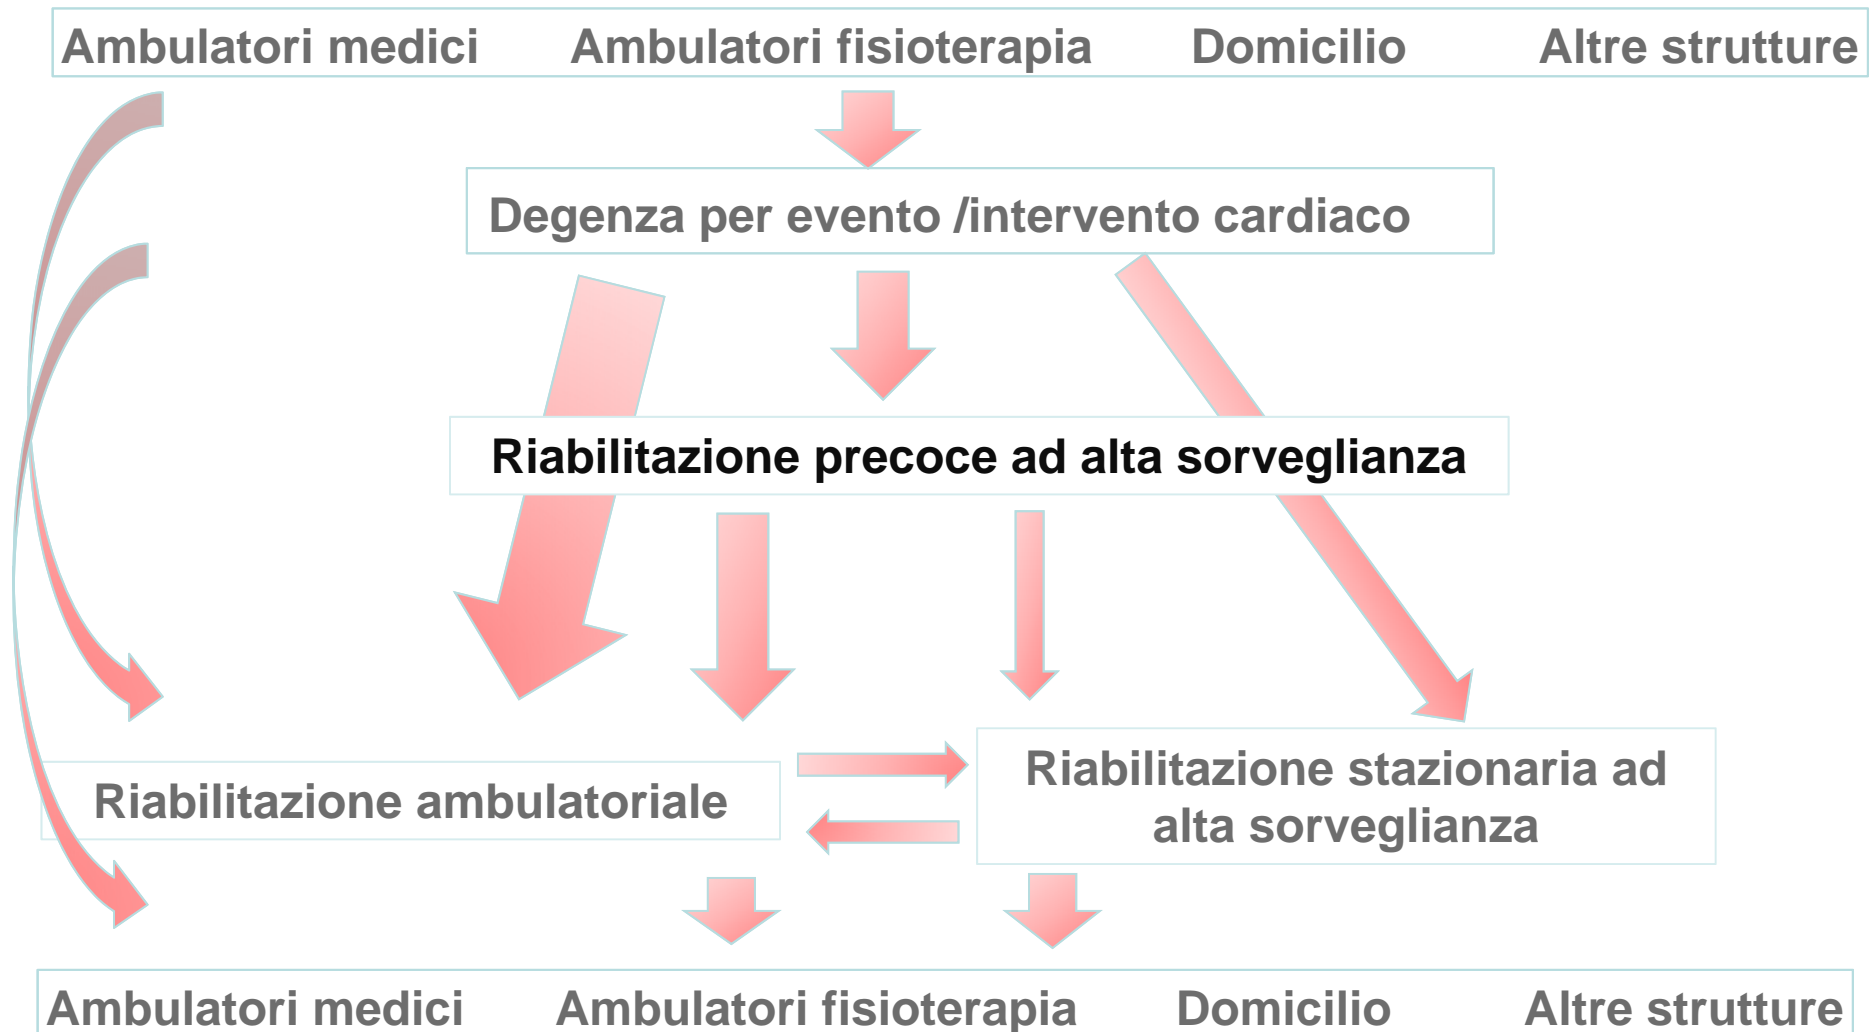 Ambulatori medici Ambulatori fisioterapia Domicilio Altre strutture
Degenza per evento /intervento cardiaco
Riabilitazione precoce ad alta sorveglianza
Riabilitazione ambulatoriale
Riabilitazione stazionaria ad
alta sorveglianza
Ambulatori medici Ambulatori fisioterapia Domicilio Altre strutture